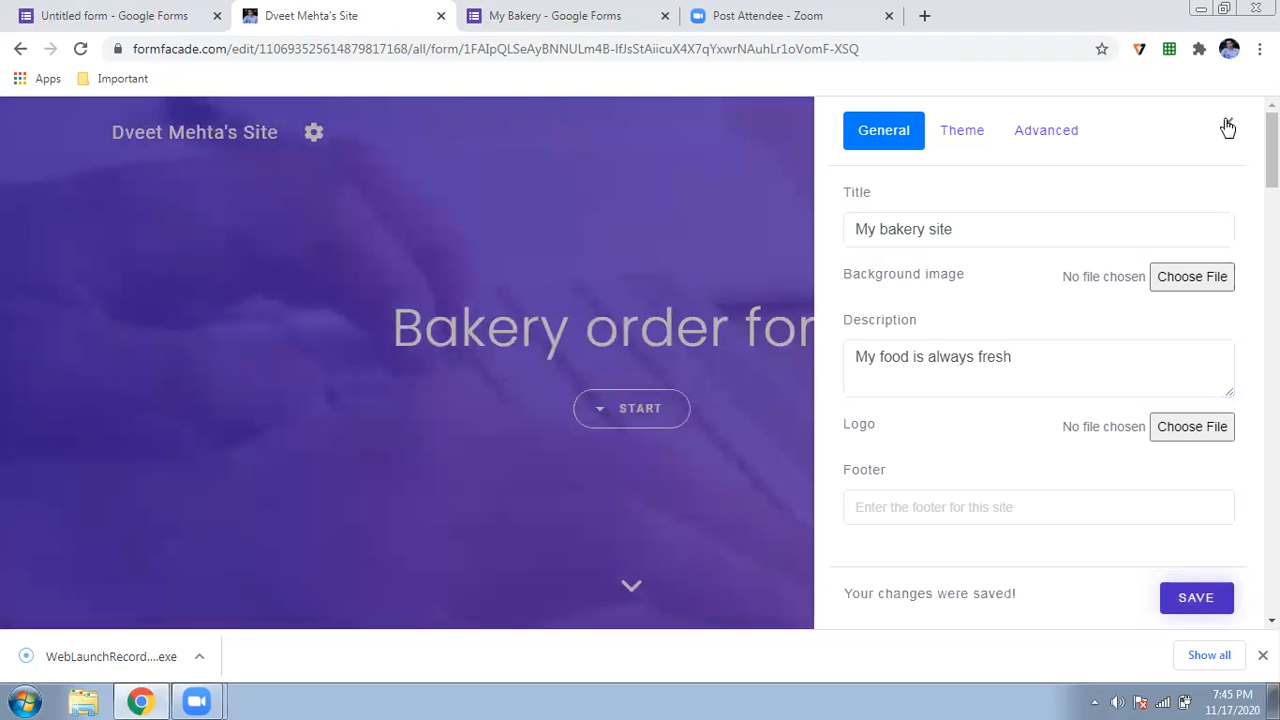 Untitled form - Google Forms
Dveet Mehta's Site
My Bakery - Google Forms
Post Attendee - Zoom
formfacade.com/edit/110693525614879817168/all/form/1FAIpQLSeAyBNNULm4B-IfJsStAiicuX4X7qYxwrNAuhLr1oVomF-XSQ
Apps
Important
Dveet Mehta's Site
General
Theme
Advanced
Title
My bakery site
Background image
No file chosen
Choose File
Bakery order for
Description
My food is always fresh
START
Logo
No file chosen
Choose File
Footer
Enter the footer for this site
Your changes were saved!
SAVE
WebLaunchRecord....exe
Show all
7:45 PM
11/17/2020